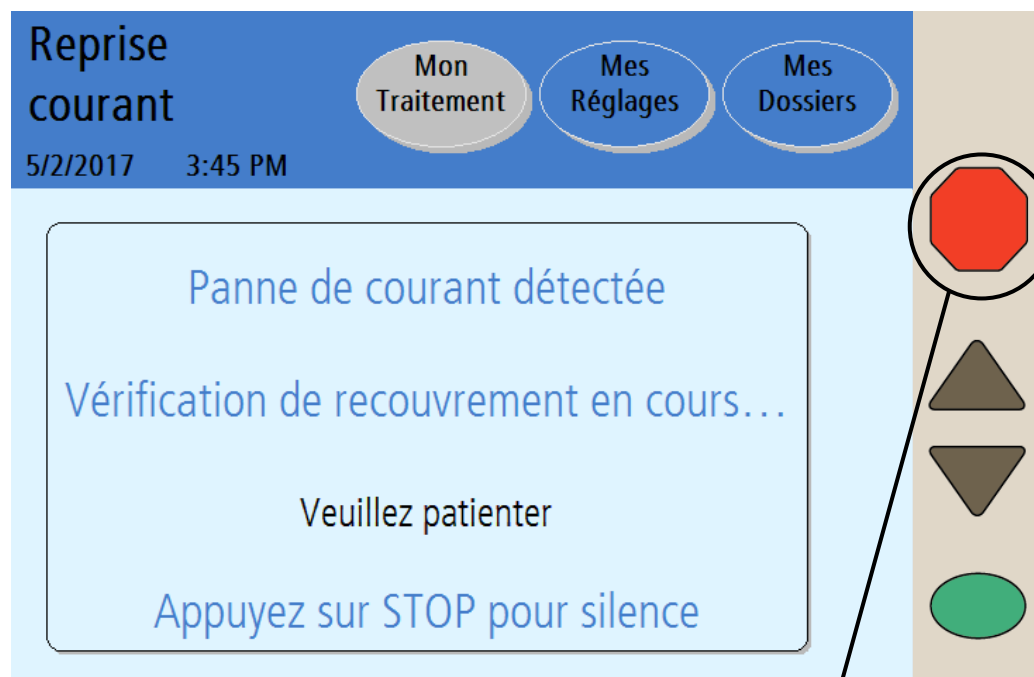 Reprise
courant
5/2/2017 3:45 PM
Mon
Traitement
Mes
Réglages
Mes
Dossiers
Panne de courant détectée
Vérification de recouvrement en cours…
Veuillez patienter
Appuyez sur STOP pour silence